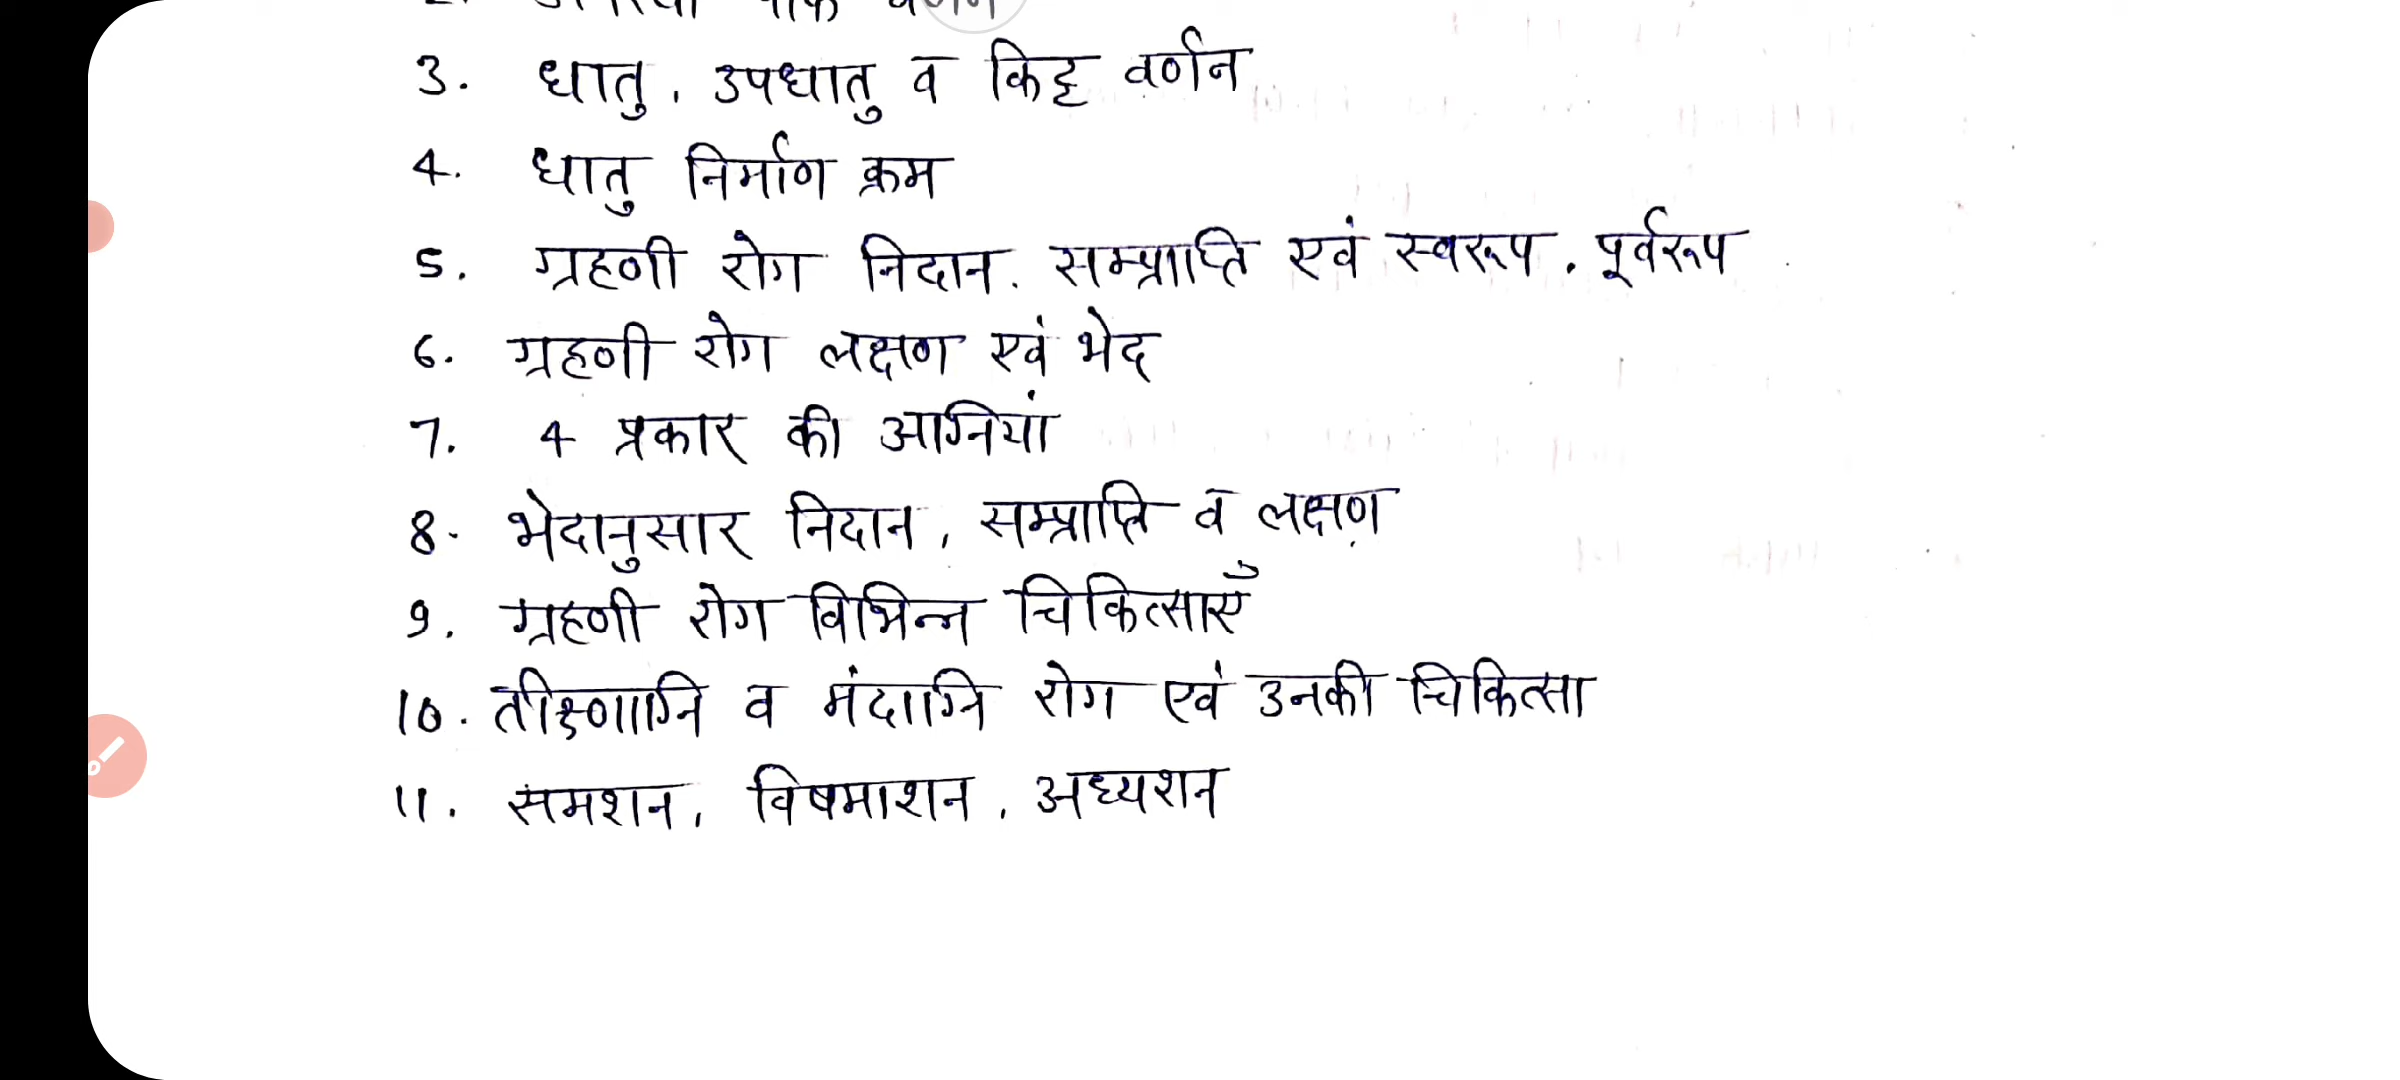 3. धातु, उपधातु व किट्ट वर्णन
4. धातु निर्माण क्रम
5. ग्रहणी रोग निदान. सम्प्राप्ति एवं स्वरूप, पूर्वरूप
6. ग्रहणी रोग लक्षण एवं भेद
7. 4 प्रकार की अग्नियां
8. भेदानुसार निदान, सम्प्राप्ति व लक्षण
9. ग्रहणी रोग विभिन्न चिकित्साएँ
10. तीक्ष्णाग्नि व मंदाग्नि रोग एवं उनकी चिकित्सा
11. समशन, विषमाशन, अध्यशन